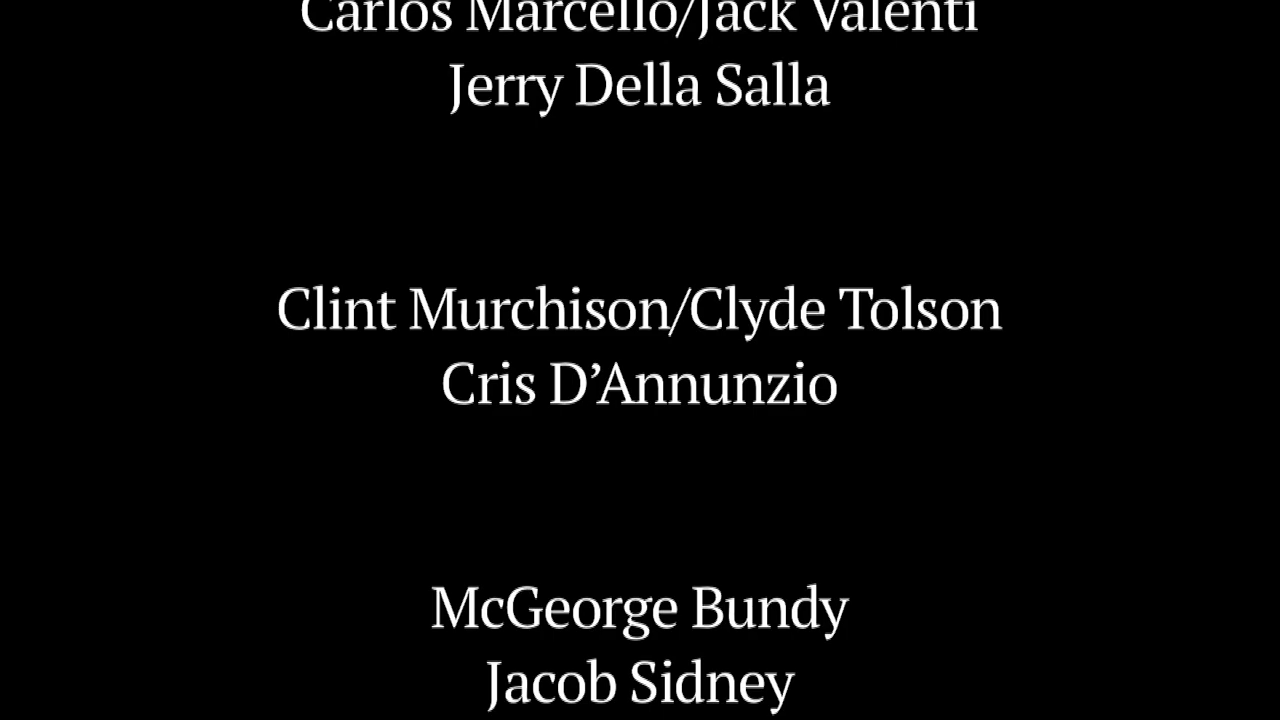 Carlos Marcello/Jack Valenti
Jerry Della Salla
Clint Murchison/Clyde Tolson
Cris D’Annunzio
McGeorge Bundy
Jacob Sidney